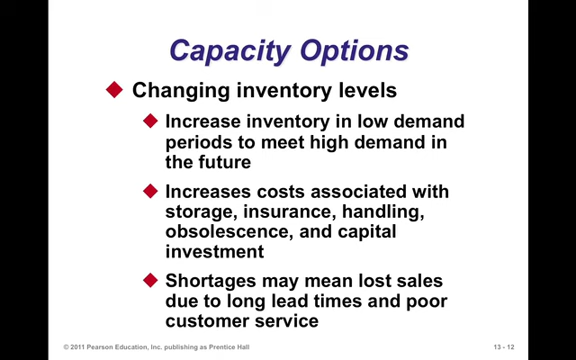 Capacity Options
Changing inventory levels
Increase inventory in low demand
periods to meet high demand in
the future
Increases costs associated with
storage, insurance, handling,
obsolescence, and capital
investment
Shortages may mean lost sales
due to long lead times and poor
customer service
© 2011 Pearson Education, Inc. publishing as Prentice Hall
13 - 12